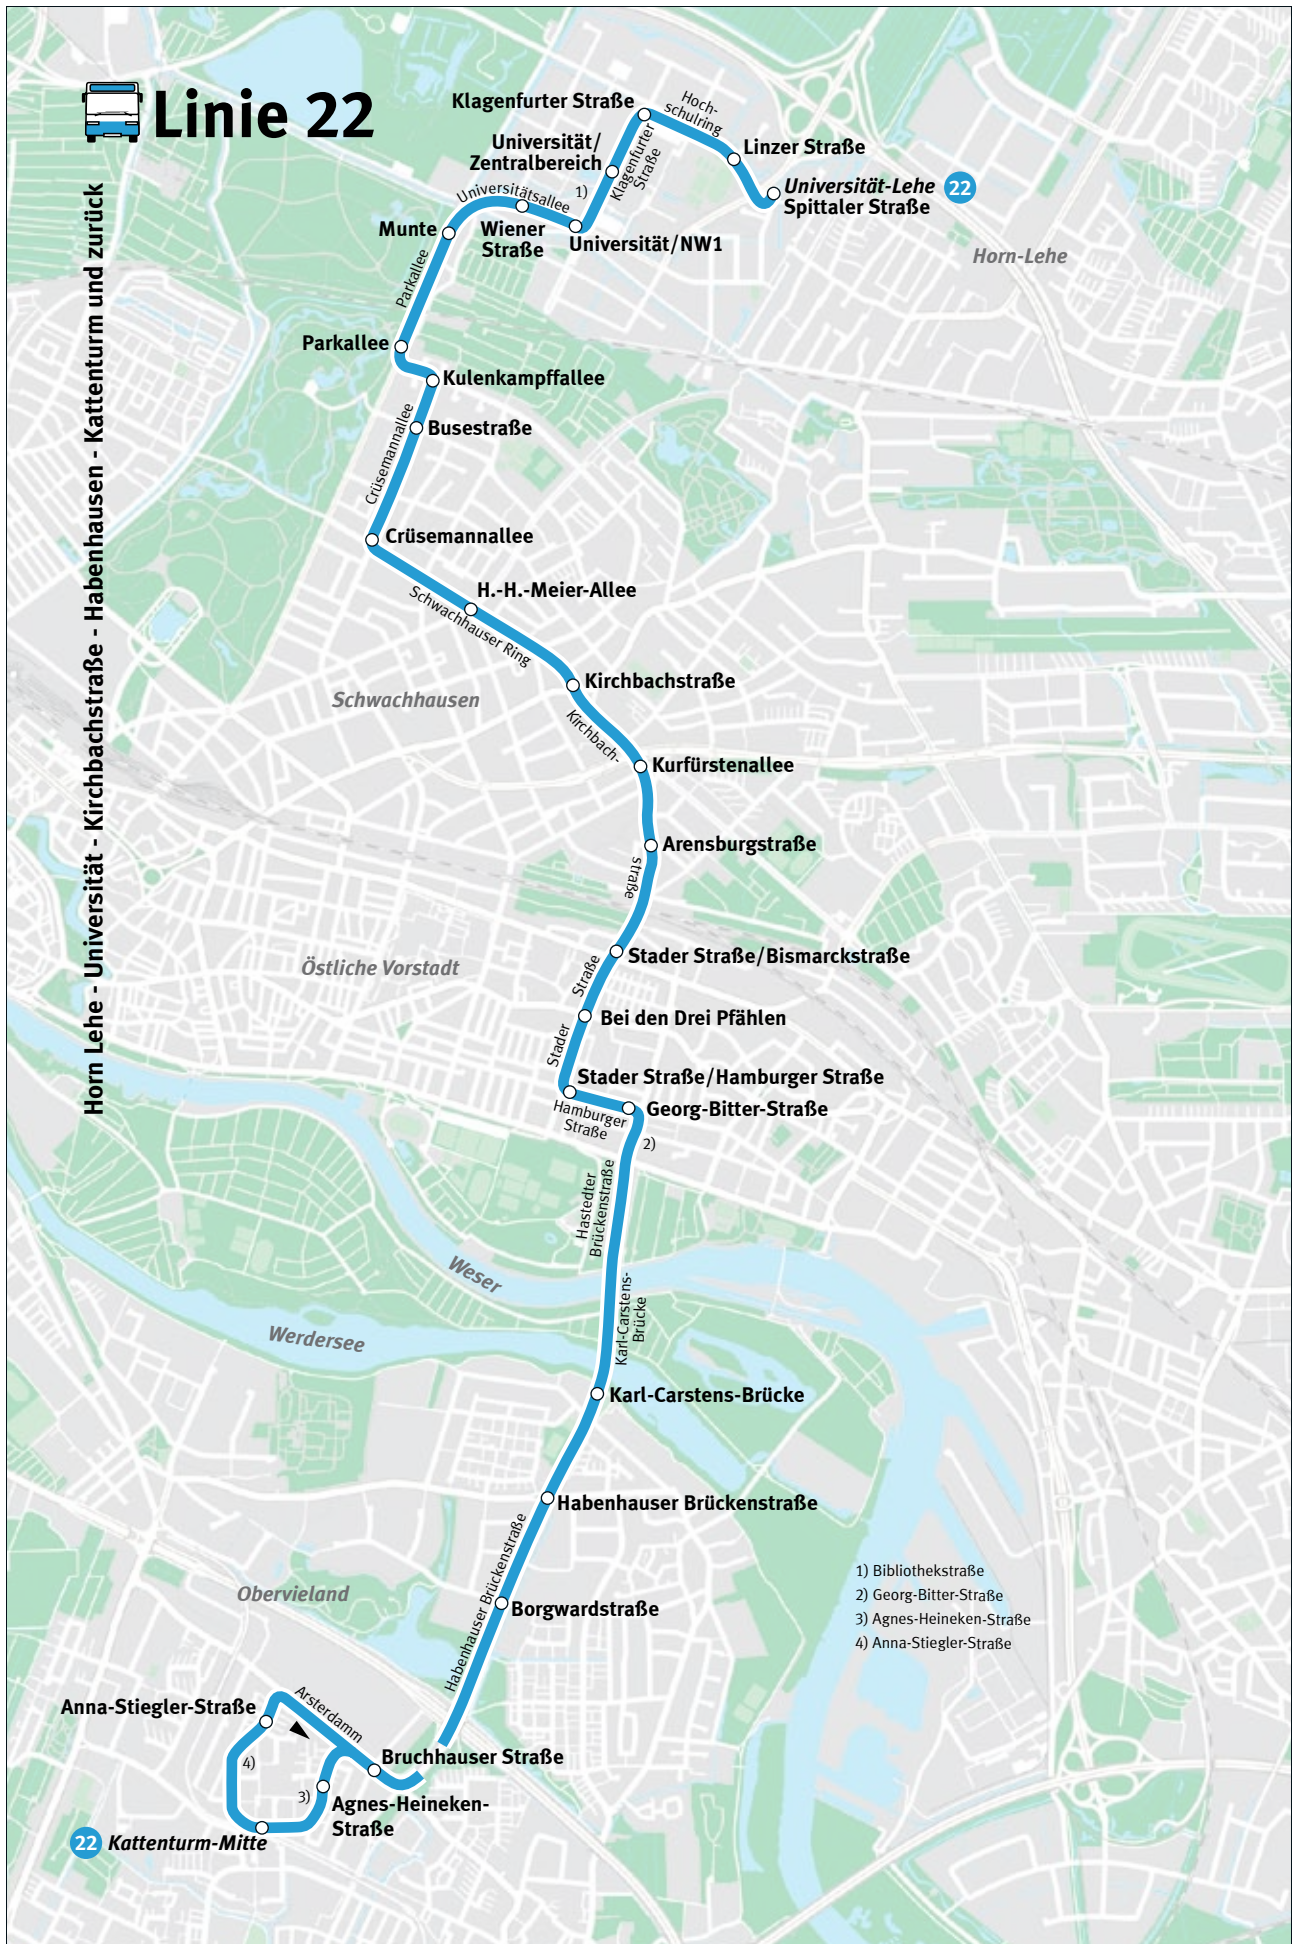 Linie 22
Horn Lehe - Universität - Kirchbachstraße - Habenhausen - Kattenturm und zurück
Klagenfurter Straße
Hoch-
schulring
Universität/
Zentralbereich
Klagenfurter
Straße
Linzer Straße
Universität-Lehe
Spittaler Straße
22
Universitätsallee
1)
Munte
Wiener
Straße
Universität/NW1
Horn-Lehe
Parkallee
Parkallee
Kulenkampffallee
Busestraße
Crüsemannallee
Crüsemannallee
H.-H.-Meier-Allee
Schwachhauser Ring
Kirchbachstraße
Schwachhausen
Kirchbach-
Kurfürstenallee
Arensburgstraße
straße
Stader Straße/Bismarckstraße
Östliche Vorstadt
Straße
Bei den Drei Pfählen
Stader
Stader Straße/Hamburger Straße
Hamburger
Straße
Georg-Bitter-Straße
2)
Hastedter
Brückenstraße
Weser
Karl-Carstens-
Brücke
Werdersee
Karl-Carstens-Brücke
Habenhauser Brückenstraße
Habenhauser Brückenstraße
1) Bibliothekstraße
2) Georg-Bitter-Straße
3) Agnes-Heineken-Straße
4) Anna-Stiegler-Straße
Obervieland
Borgwardstraße
Anna-Stiegler-Straße
Arsterdamm
Bruchhauser Straße
4)
3)
Agnes-Heineken-
Straße
22 Kattenturm-Mitte